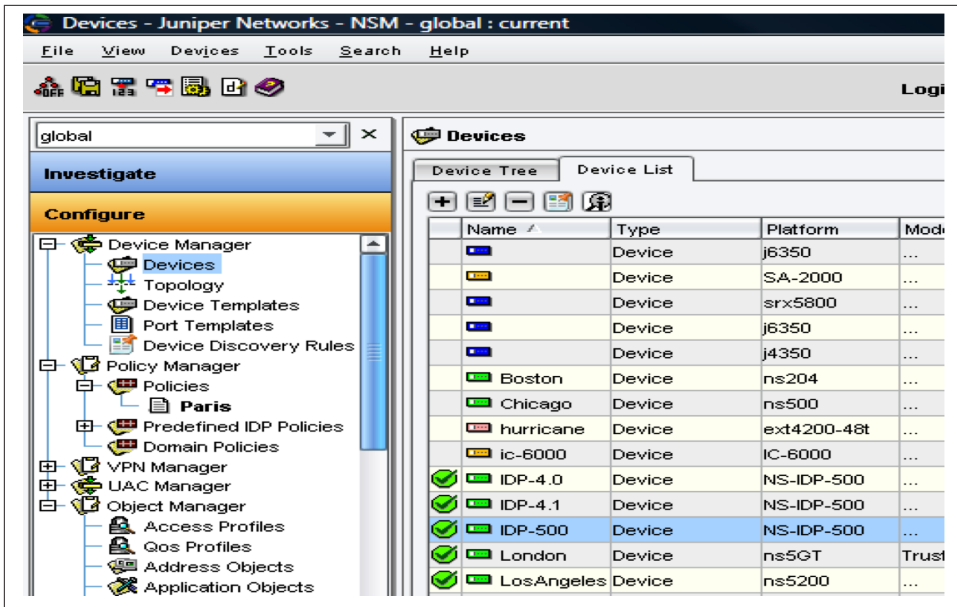 Devices - Juniper Networks - NSM - global : current
File View Devices Tools Search Help
OFF 123 Logi
global
Investigate
Configure
Device Manager
Devices
Topology
Device Templates
Port Templates
Device Discovery Rules
Policy Manager
Policies
Paris
Predefined IDP Policies
Domain Policies
VPN Manager
UAC Manager
Object Manager
Access Profiles
Qos Profiles
Address Objects
Application Objects
Devices
Device Tree Device List
Name Type Platform Mode
Device j6350 ...
Device SA-2000 ...
Device srx5800 ...
Device j6350 ...
Device j4350 ...
Boston Device ns204 ...
Chicago Device ns500 ...
hurricane Device ext4200-48t ...
ic-6000 Device IC-6000 ...
IDP-4.0 Device NS-IDP-500 ...
IDP-4.1 Device NS-IDP-500 ...
IDP-500 Device NS-IDP-500 ...
London Device ns5GT Trust
LosAngeles Device ns5200 ...